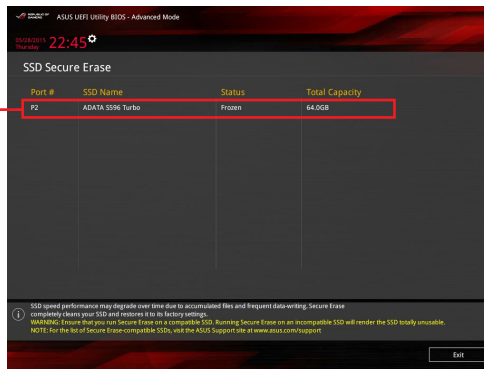 REPUBLIC OF GAMERS ASUS UEFI Utility BIOS - Advanced Mode
05/28/2015 22:45
Thursday
SSD Secure Erase
Port # SSD Name Status Total Capacity
P2 ADATA S596 Turbo Frozen 64.0GB
SSD speed performance may degrade over time due to accumulated files and frequent data-writing. Secure Erase
completely cleans your SSD and restores it to its factory settings.
WARNING: Ensure that you run Secure Erase on a compatible SSD. Running Secure Erase on an incompatible SSD will render the SSD totally unusable.
NOTE: For the list of Secure Erase-compatible SSDs, visit the ASUS Support site at www.asus.com/support
Exit